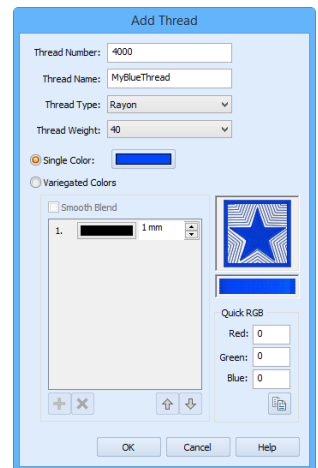 Add Thread
Thread Number: 4000
Thread Name: MyBlueThread
Thread Type: Rayon
Thread Weight: 40
Single Color:
Variegated Colors
Smooth Blend
1. 1 mm
Quick RGB
Red: 0
Green: 0
Blue: 0
OK Cancel Help